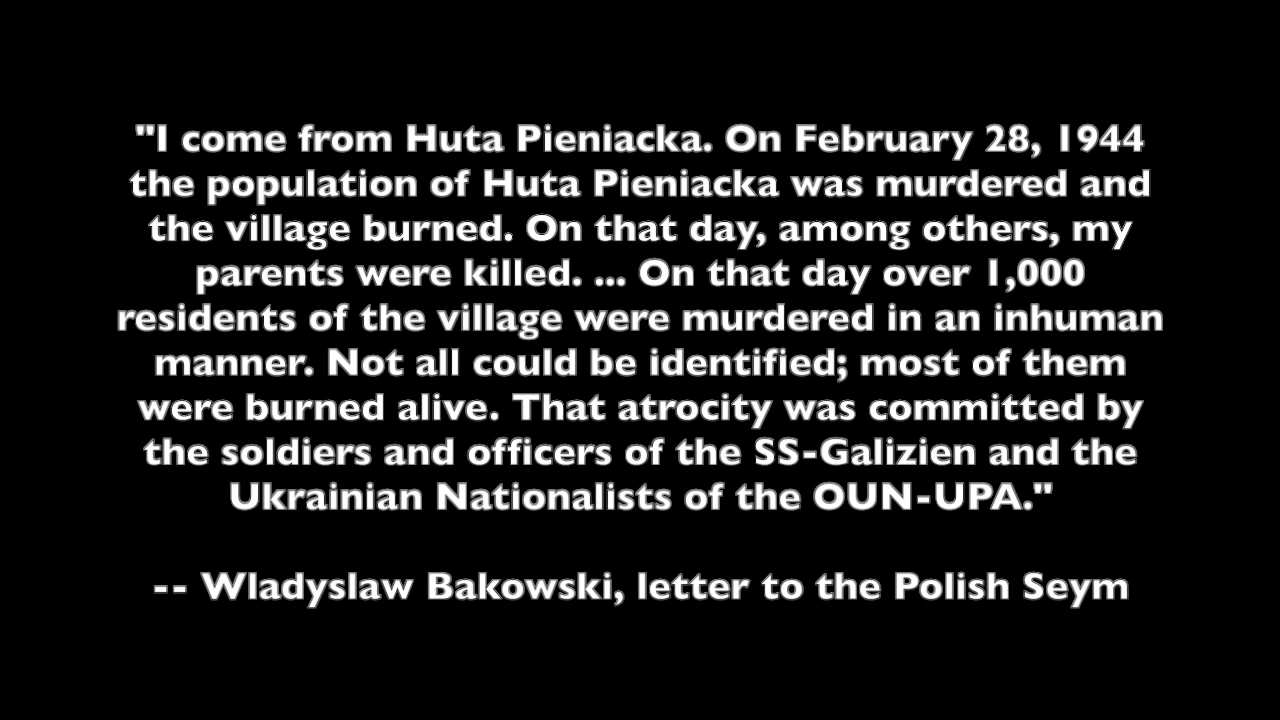 "I come from Huta Pieniacka. On February 28, 1944
the population of Huta Pieniacka was murdered and
the village burned. On that day, among others, my
parents were killed. ... On that day over 1,000
residents of the village were murdered in an inhuman
manner. Not all could be identified; most of them
were burned alive. That atrocity was committed by
the soldiers and officers of the SS-Galizien and the
Ukrainian Nationalists of the OUN-UPA."
-- Wladyslaw Bakowski, letter to the Polish Seym